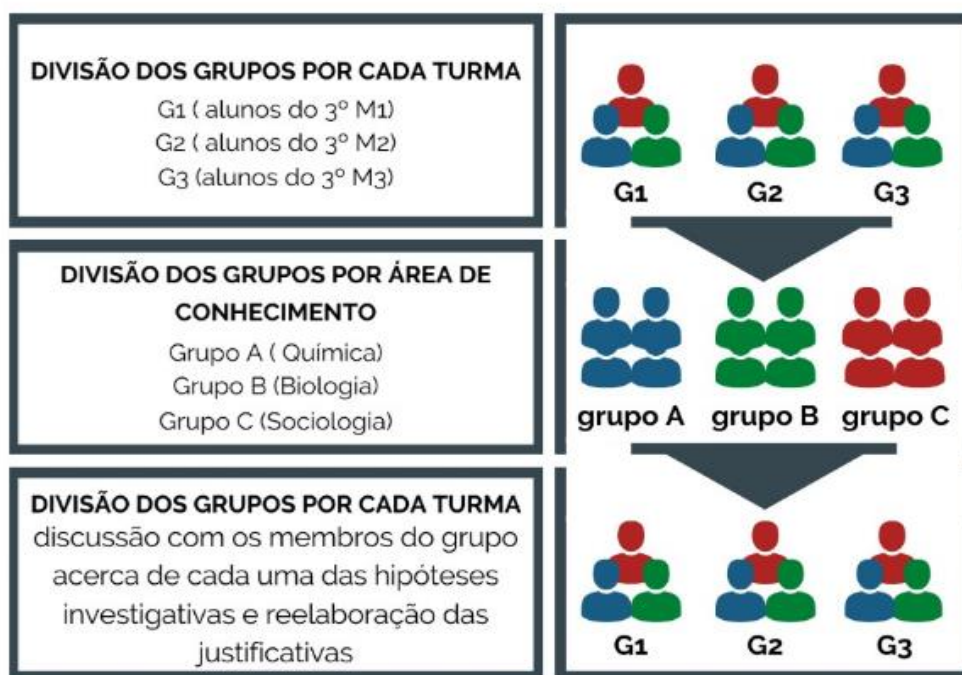 DIVISÃO DOS GRUPOS POR CADA TURMA
G1 ( alunos do 3º M1)
G2 ( alunos do 3º M2)
G3 (alunos do 3º M3)
G1 G2 G3
DIVISÃO DOS GRUPOS POR ÁREA DE
CONHECIMENTO
Grupo A ( Química)
Grupo B (Biologia)
Grupo C (Sociologia)
grupo A grupo B grupo C
DIVISÃO DOS GRUPOS POR CADA TURMA
discussão com os membros do grupo
acerca de cada uma das hipóteses
investigativas e reelaboração das
justificativas
G1 G2 G3